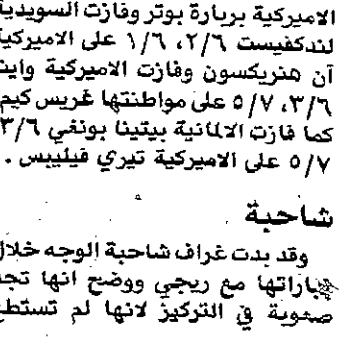 الاميركية بربارة بوتر وفازت السويدية
لندكفيست ٢/٦، ١/٦ على الاميركية
آن هنريكسون وفازت الاميركية واينت
٣/٦، ٥/٧ على مواطنتها غريس كيم
كما فازت الالمانية بيتينا بونغي ٣/٦
٥/٧ على الاميركية تيري فيليبس .
شاحبة
وقد بدت غراف شاحبة الوجه خلال
مباراتها مع ريجي ووضح انها تجد
صعوبة في التركيز لانها لم تستطع